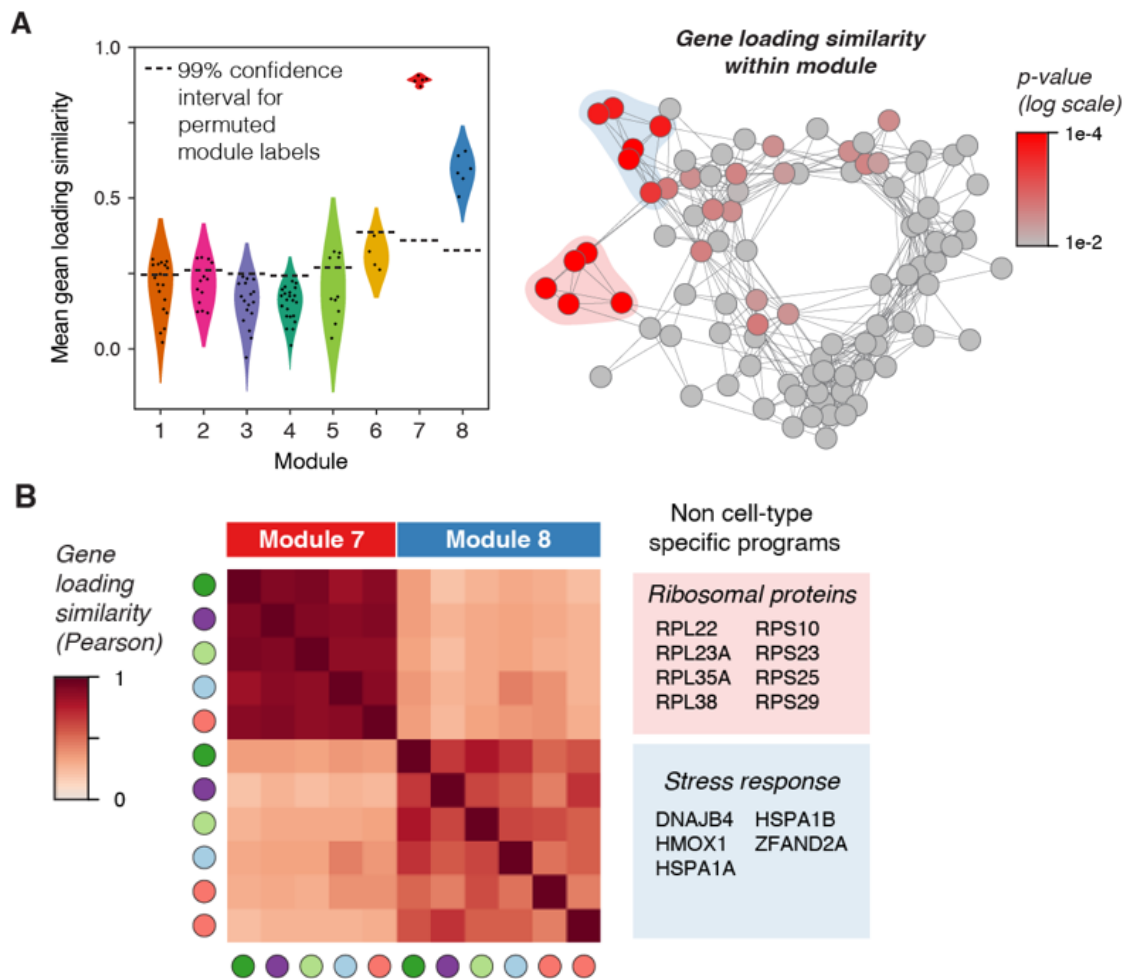 A
1.0
0.5
0.0
Mean gean loading similarity
99% confidence
interval for
permuted
module labels
1 2 3 4 5 6 7 8
Module
Gene loading similarity
within module
p-value
(log scale)
1e-4
1e-2
B
Gene
loading
similarity
(Pearson)
1
0
Module 7
Module 8
Non cell-type
specific programs
Ribosomal proteins
RPL22 RPS10
RPL23A RPS23
RPL35A RPS25
RPL38 RPS29
Stress response
DNAJB4 HSPA1B
HMOX1 ZFAND2A
HSPA1A